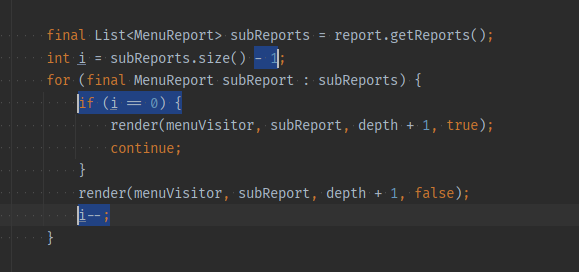 final List<MenuReport> subReports = report.getReports();
int i = subReports.size() - 1;
for (final MenuReport subReport : subReports) {
if (i == 0) {
render(menuVisitor, subReport, depth + 1, true);
continue;
}
render(menuVisitor, subReport, depth + 1, false);
i--;
}